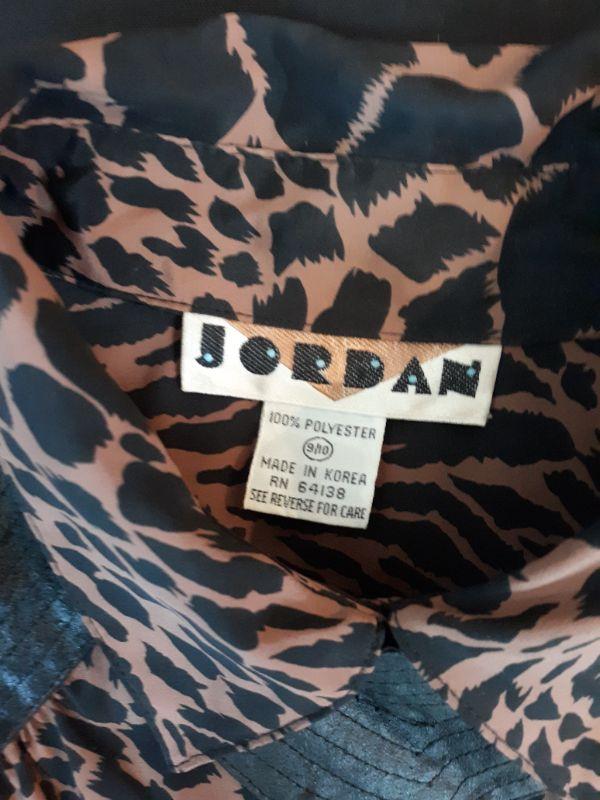 JORDAN
100% POLYESTER
9/10
MADE IN KOREA
RN 64138
SEE REVERSE FOR CARE